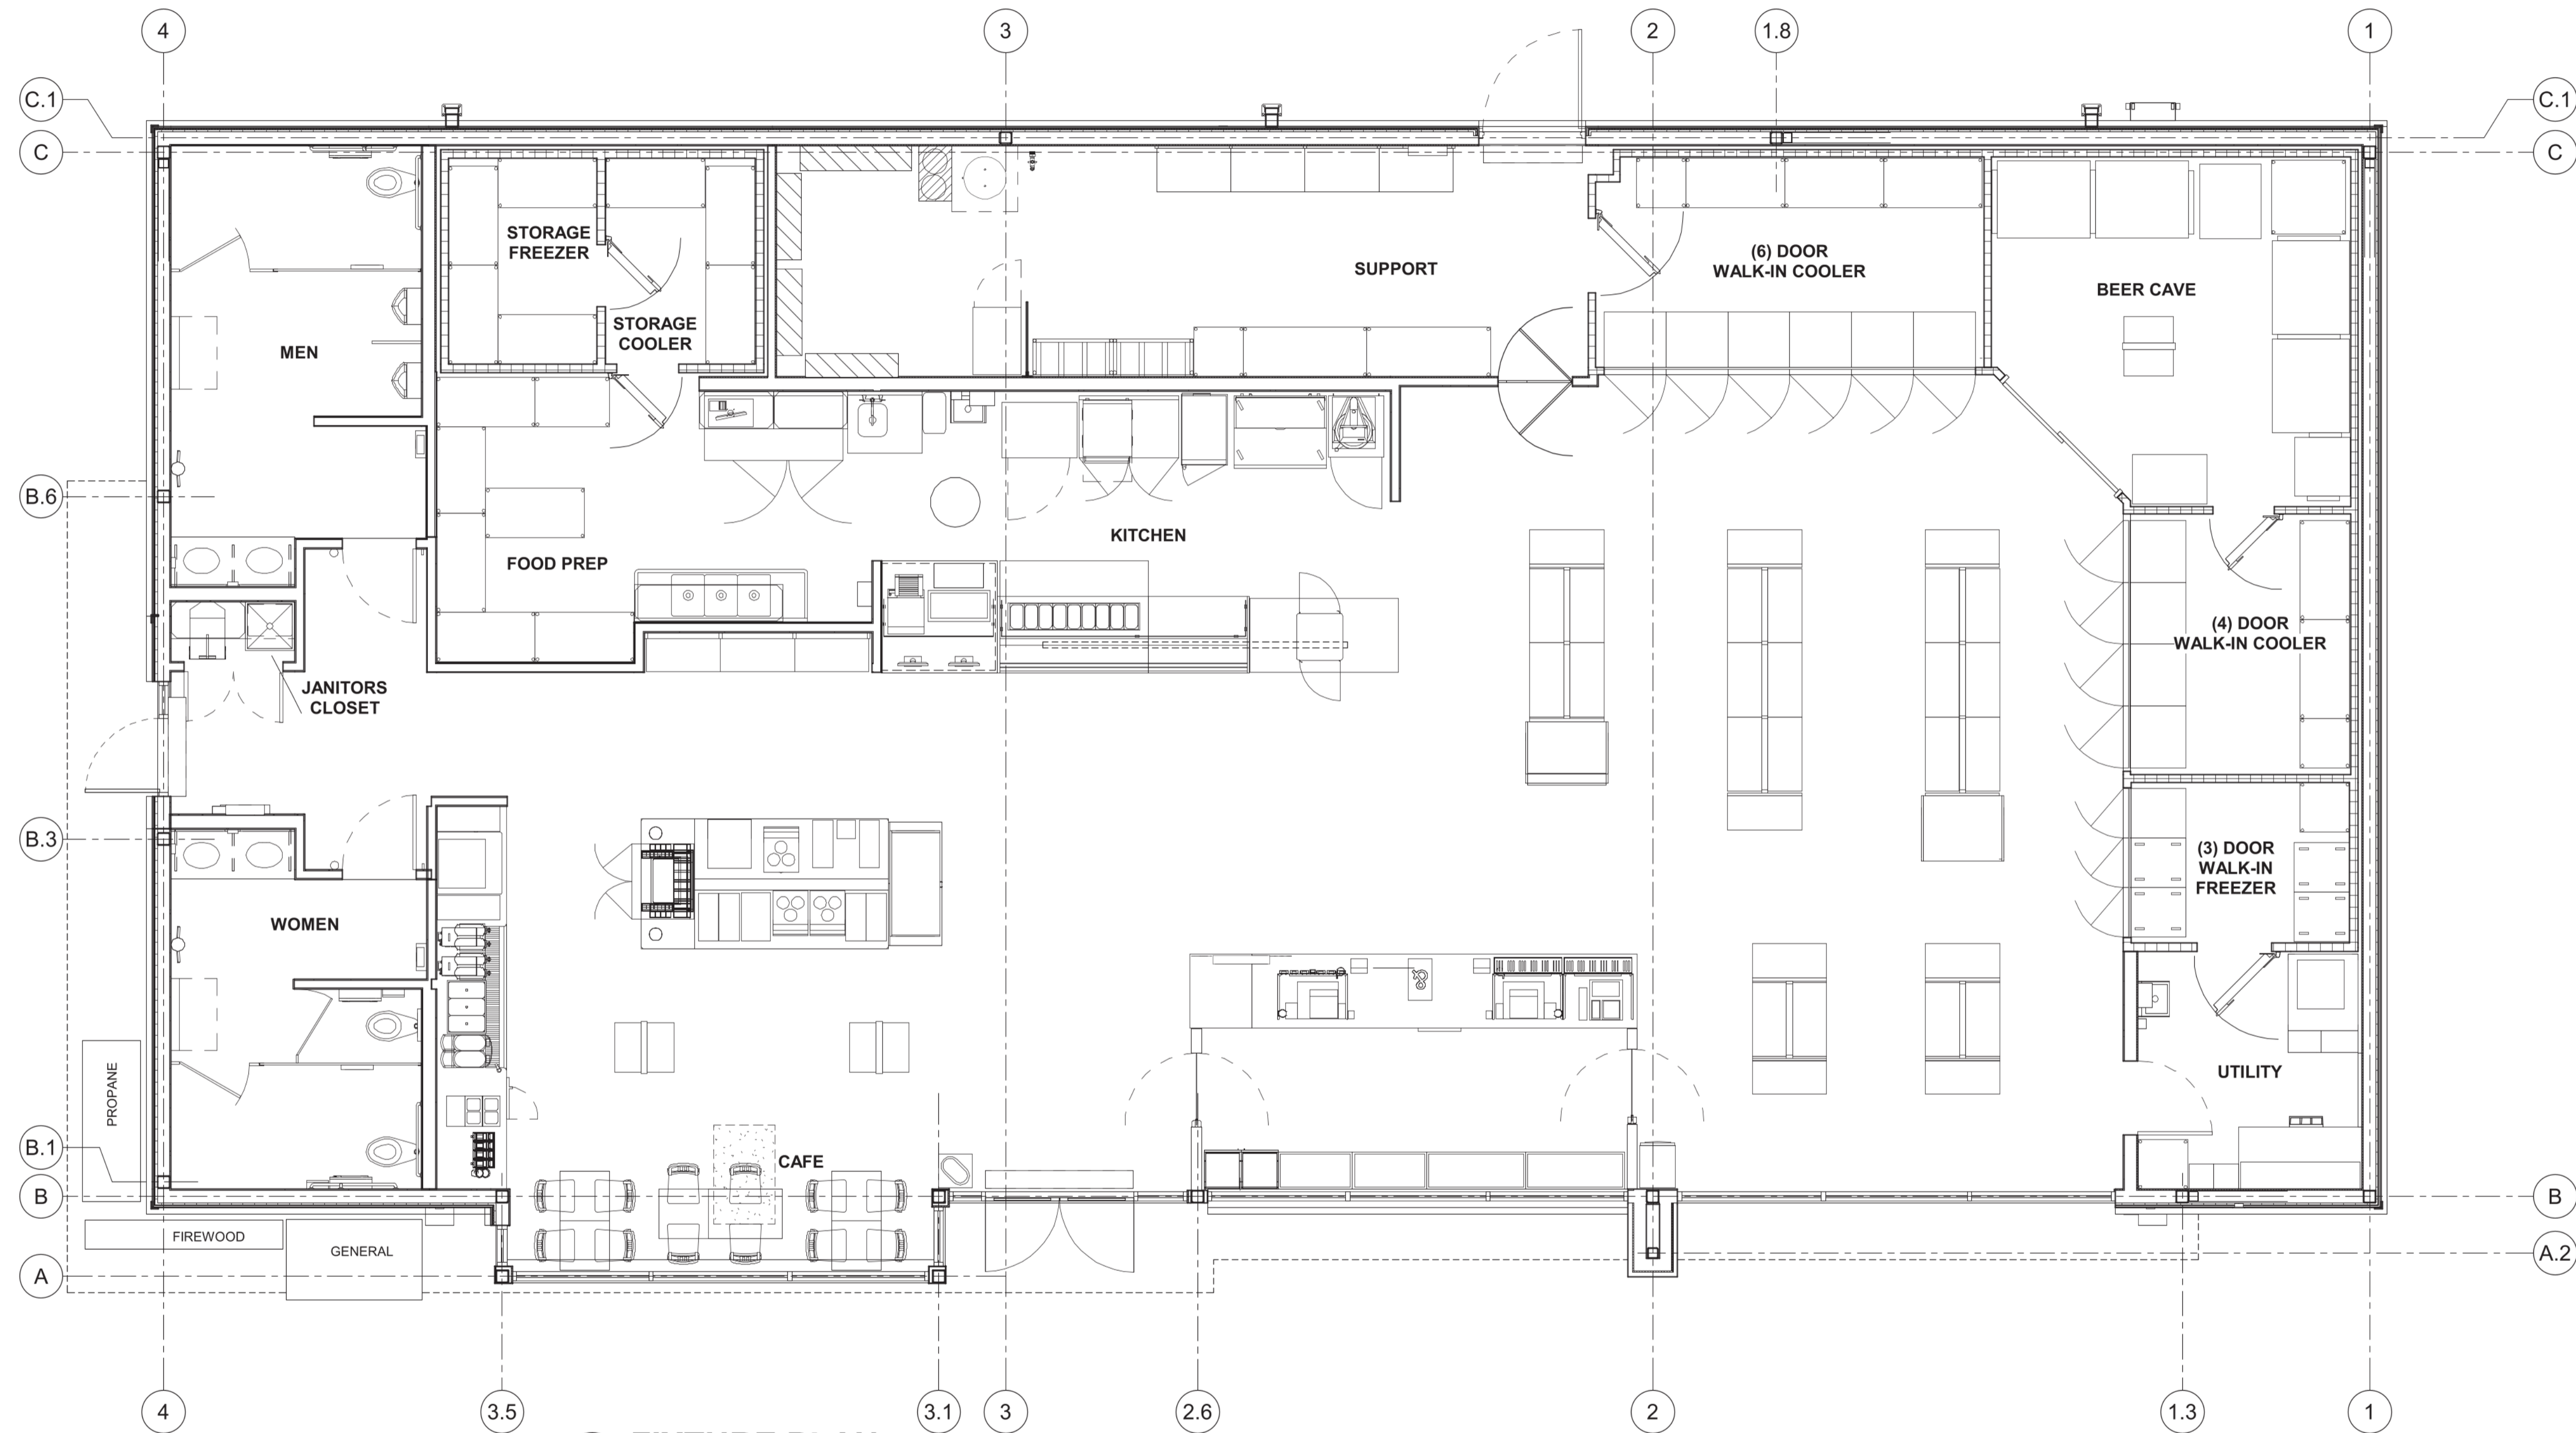 4
3
2
1.8
1
C.1
C.1
C
C
STORAGE
FREEZER
SUPPORT
(6) DOOR
WALK-IN COOLER
BEER CAVE
STORAGE
COOLER
MEN
B.6
KITCHEN
FOOD PREP
(4) DOOR
WALK-IN COOLER
JANITORS
CLOSET
B.3
(3) DOOR
WALK-IN
FREEZER
WOMEN
UTILITY
PROPANE
B.1
CAFE
B
B
FIREWOOD
GENERAL
A
A.2
4
3.5
3.1
3
2.6
2
1.3
1